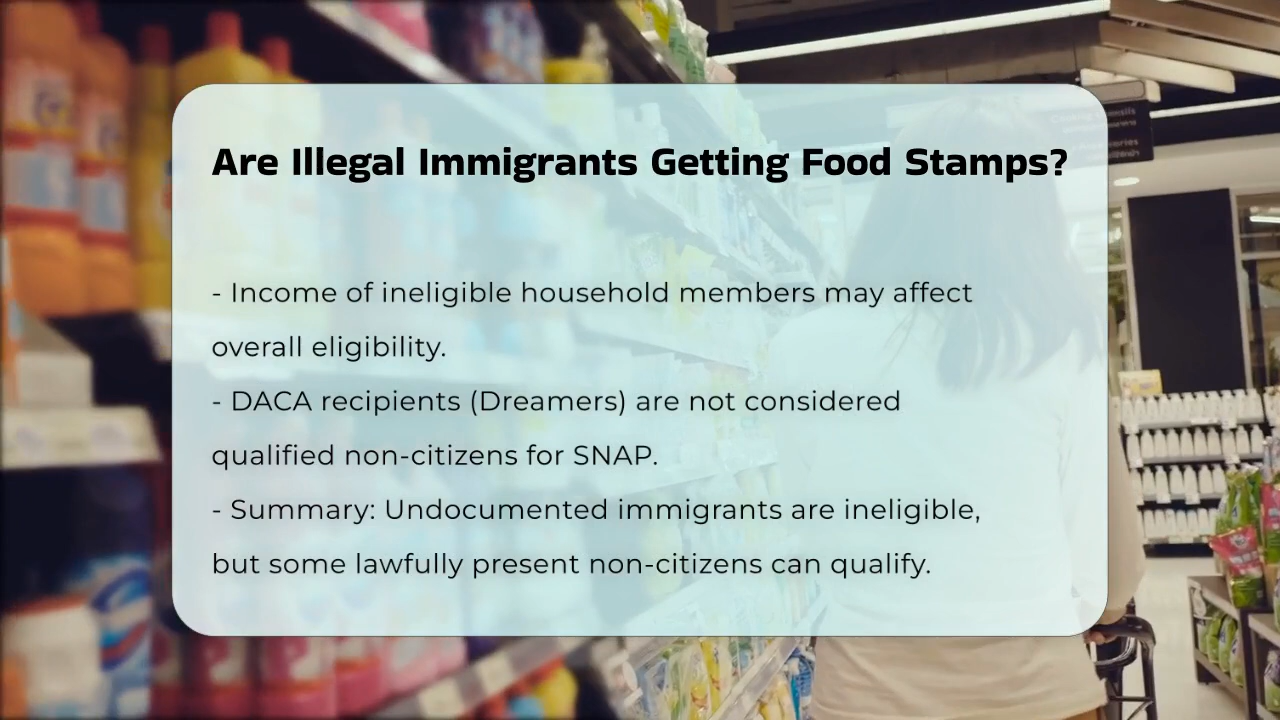 Are Illegal Immigrants Getting Food Stamps?
- Income of ineligible household members may affect
overall eligibility.
- DACA recipients (Dreamers) are not considered
qualified non-citizens for SNAP.
- Summary: Undocumented immigrants are ineligible,
but some lawfully present non-citizens can qualify.